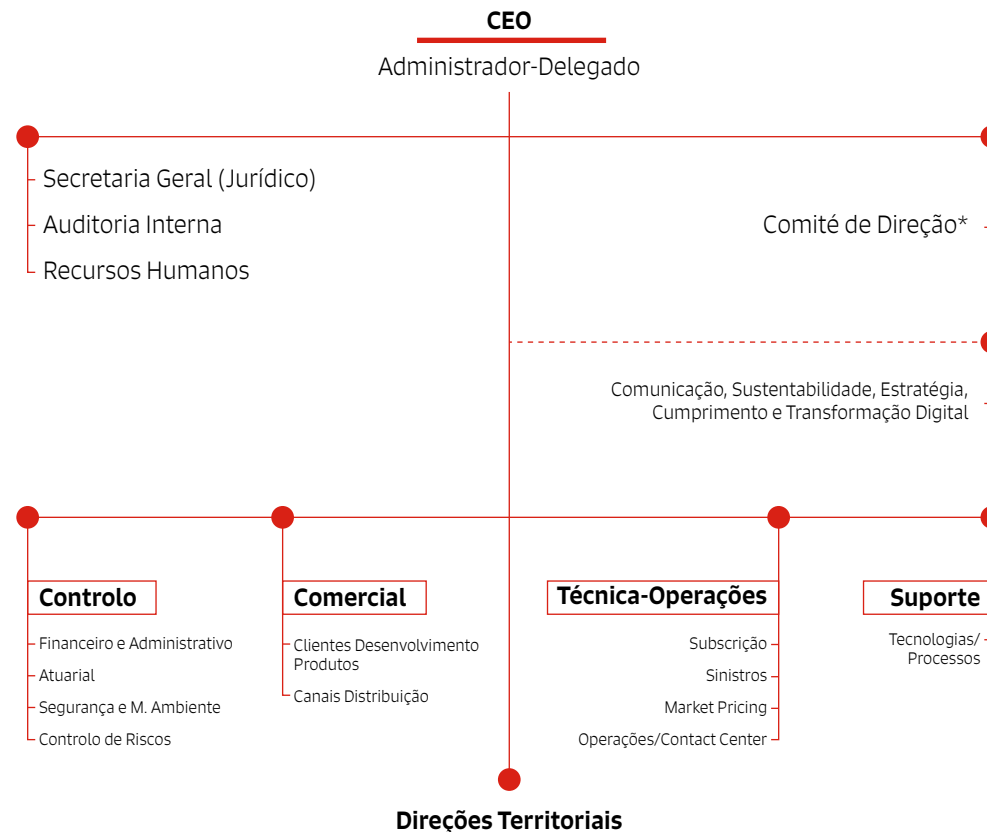 CEO
Administrador-Delegado
Secretaria Geral (Jurídico)
Auditoria Interna
Recursos Humanos
Comité de Direção*
Comunicação, Sustentabilidade, Estratégia,
Cumprimento e Transformação Digital
Controlo
Financeiro e Administrativo
Atuarial
Segurança e M. Ambiente
Controlo de Riscos
Comercial
Clientes Desenvolvimento
Produtos
Canais Distribuição
Técnica-Operações
Subscrição
Sinistros
Market Pricing
Operações/Contact Center
Suporte
Tecnologias/
Processos
Direções Territoriais